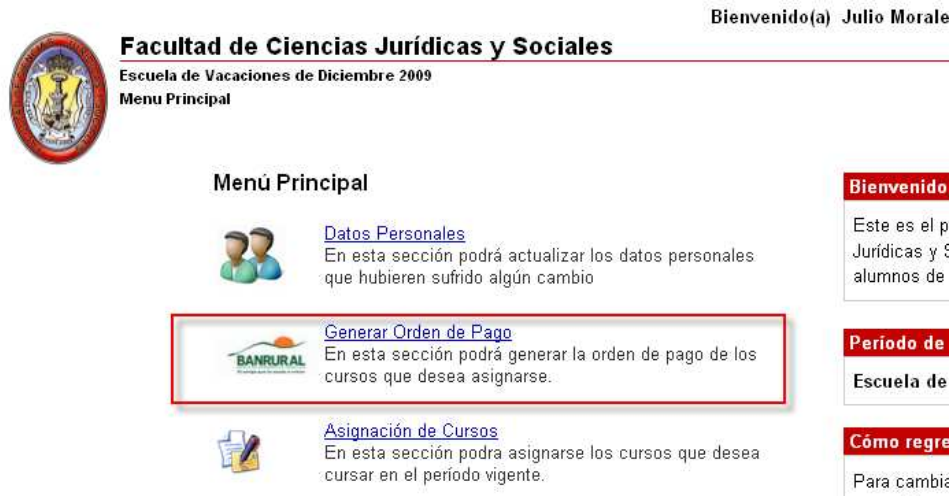 Bienvenido(a) Julio Morale
Facultad de Ciencias Jurídicas y Sociales
Escuela de Vacaciones de Diciembre 2009
Menu Principal
Menú Principal
Datos Personales
En esta sección podrá actualizar los datos personales
que hubieren sufrido algún cambio
BANRURAL
Generar Orden de Pago
En esta sección podrá generar la orden de pago de los
cursos que desea asignarse.
Asignación de Cursos
En esta sección podra asignarse los cursos que desea
cursar en el período vigente.
Bienvenido
Este es el p
Jurídicas y S
alumnos de
Período de
Escuela de
Cómo regre
Para cambia